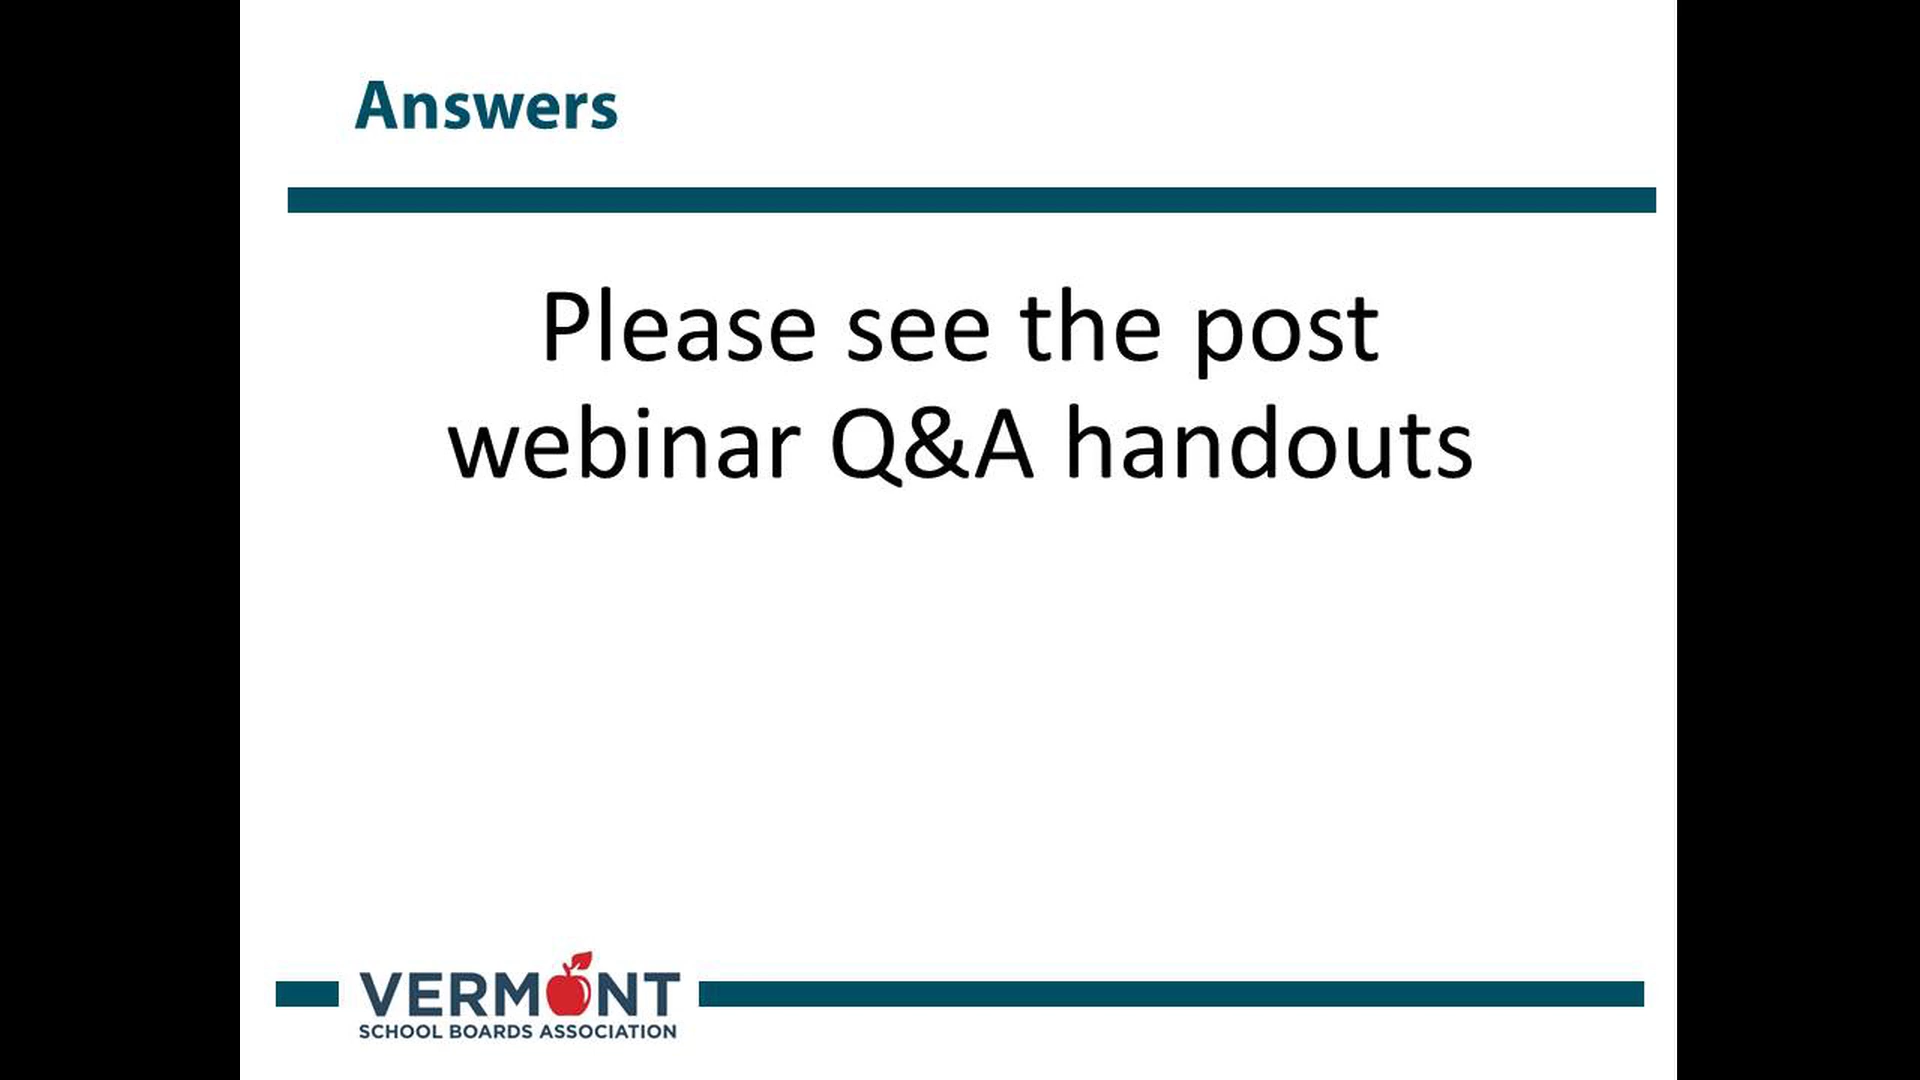 Answers
Please see the post
webinar Q&A handouts
VERMONT
SCHOOL BOARDS ASSOCIATION